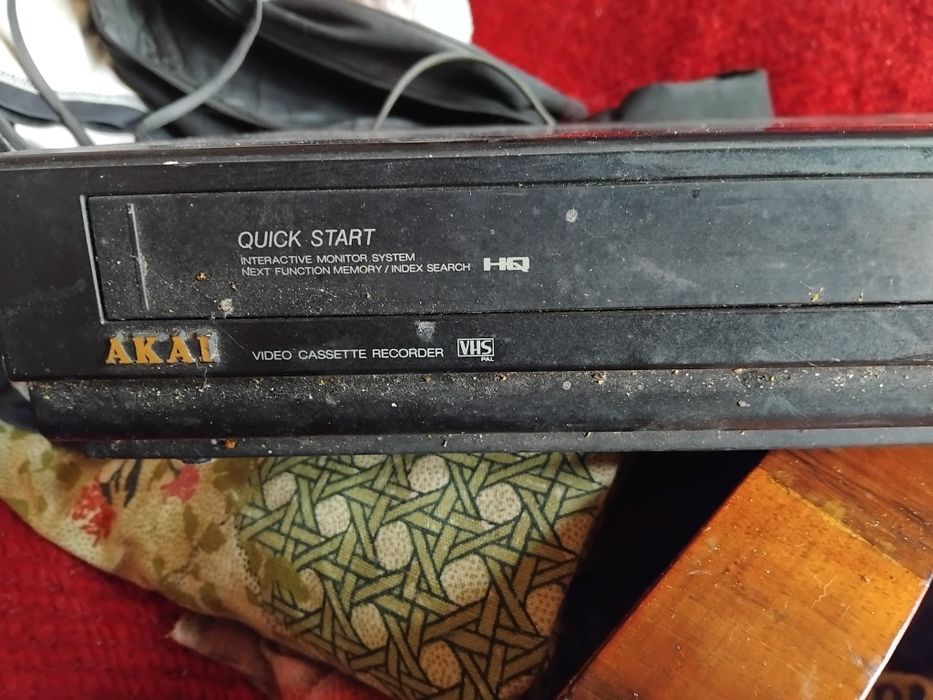 QUICK START
INTERACTIVE MONITOR SYSTEM
NEXT FUNCTION MEMORY / INDEX SEARCH HQ
AKAI VIDEO CASSETTE RECORDER VHS
PAL